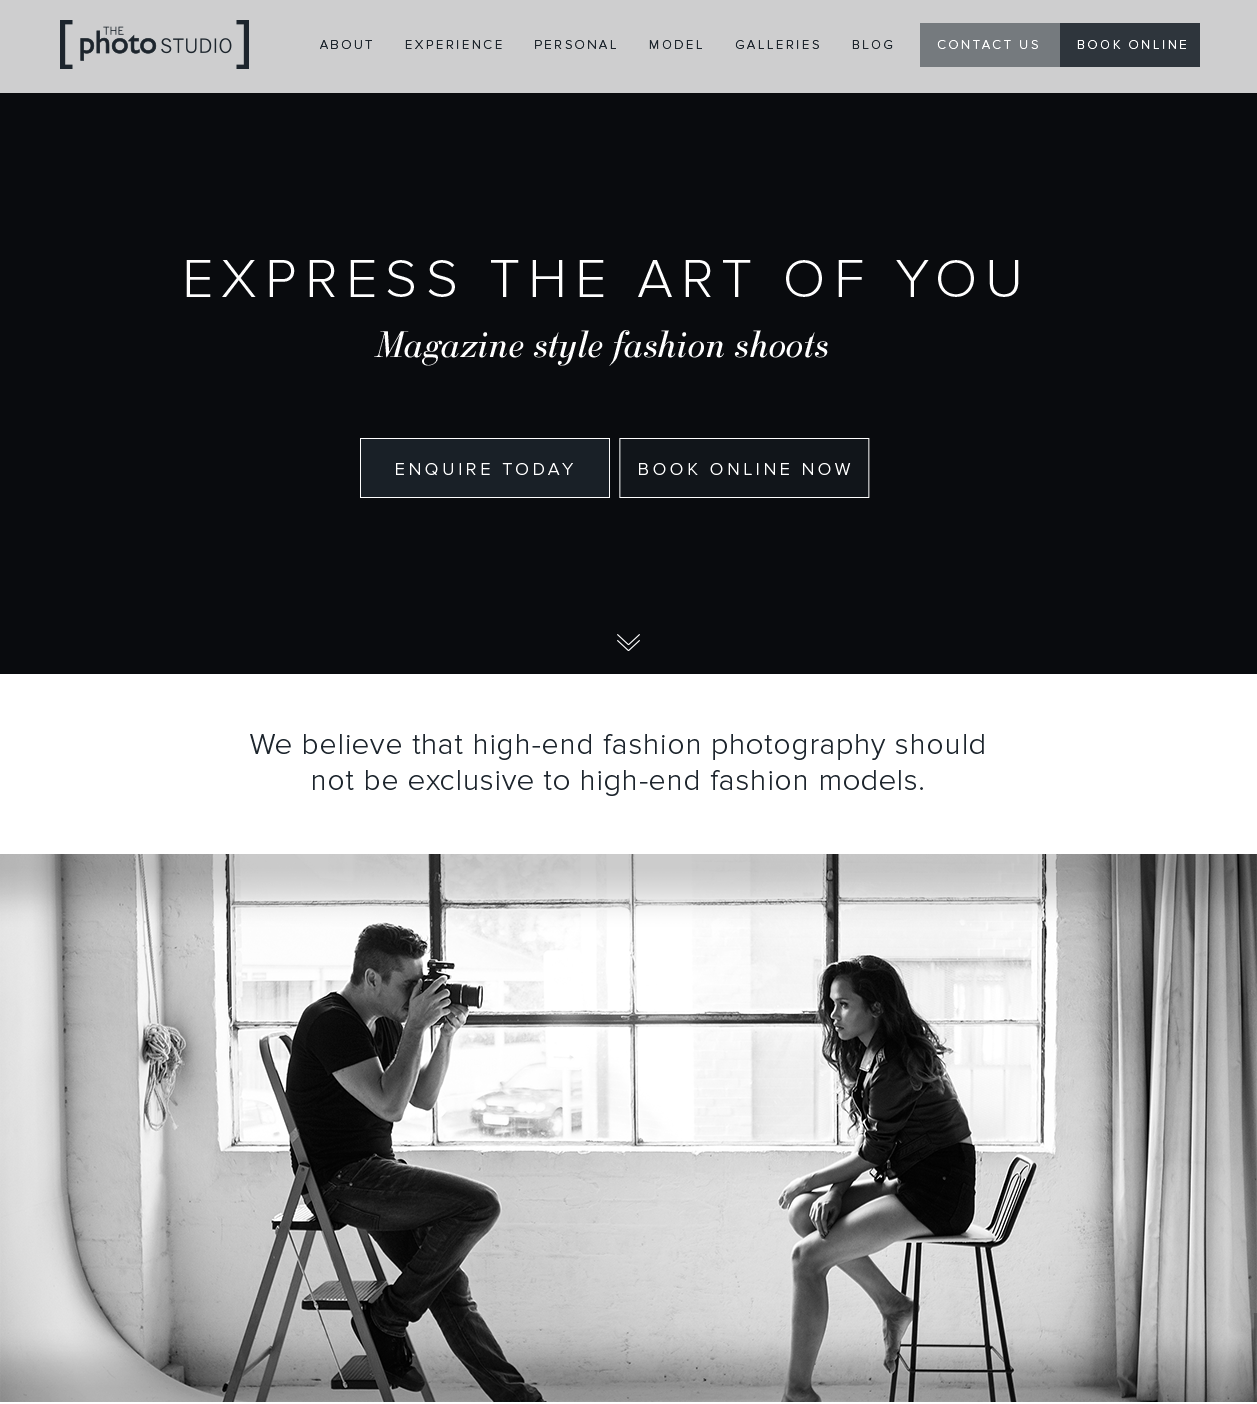 THE
photo STUDIO
ABOUT EXPERIENCE PERSONAL MODEL GALLERIES BLOG CONTACT US BOOK ONLINE
EXPRESS THE ART OF YOU
Magazine style fashion shoots
ENQUIRE TODAY BOOK ONLINE NOW
We believe that high-end fashion photography should
not be exclusive to high-end fashion models.